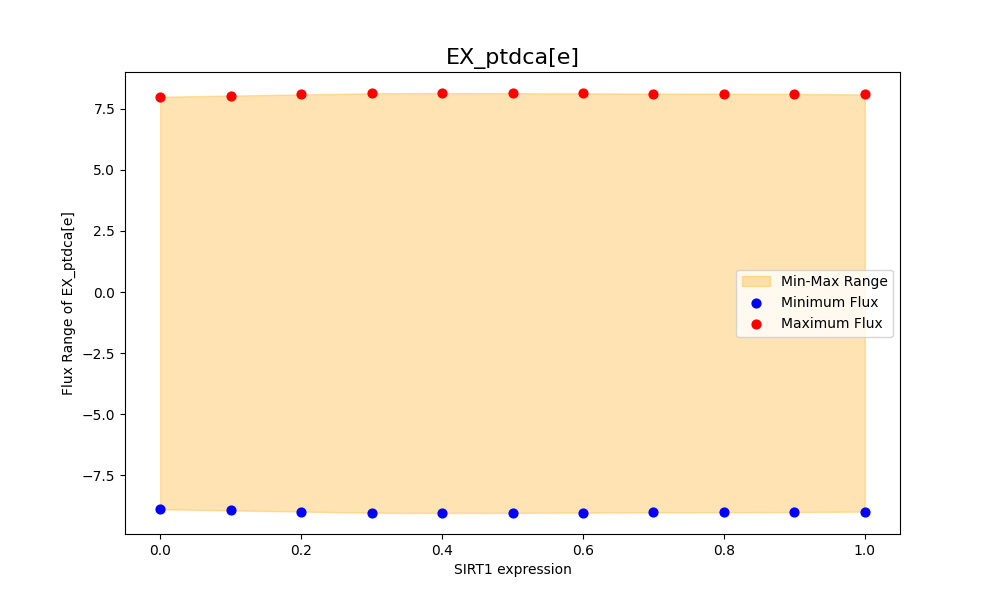 EX_ptdca[e]
Flux Range of EX_ptdca[e]
7.5
5.0
2.5
0.0
−2.5
−5.0
−7.5
Min-Max Range
Minimum Flux
Maximum Flux
0.0 0.2 0.4 0.6 0.8 1.0
SIRT1 expression